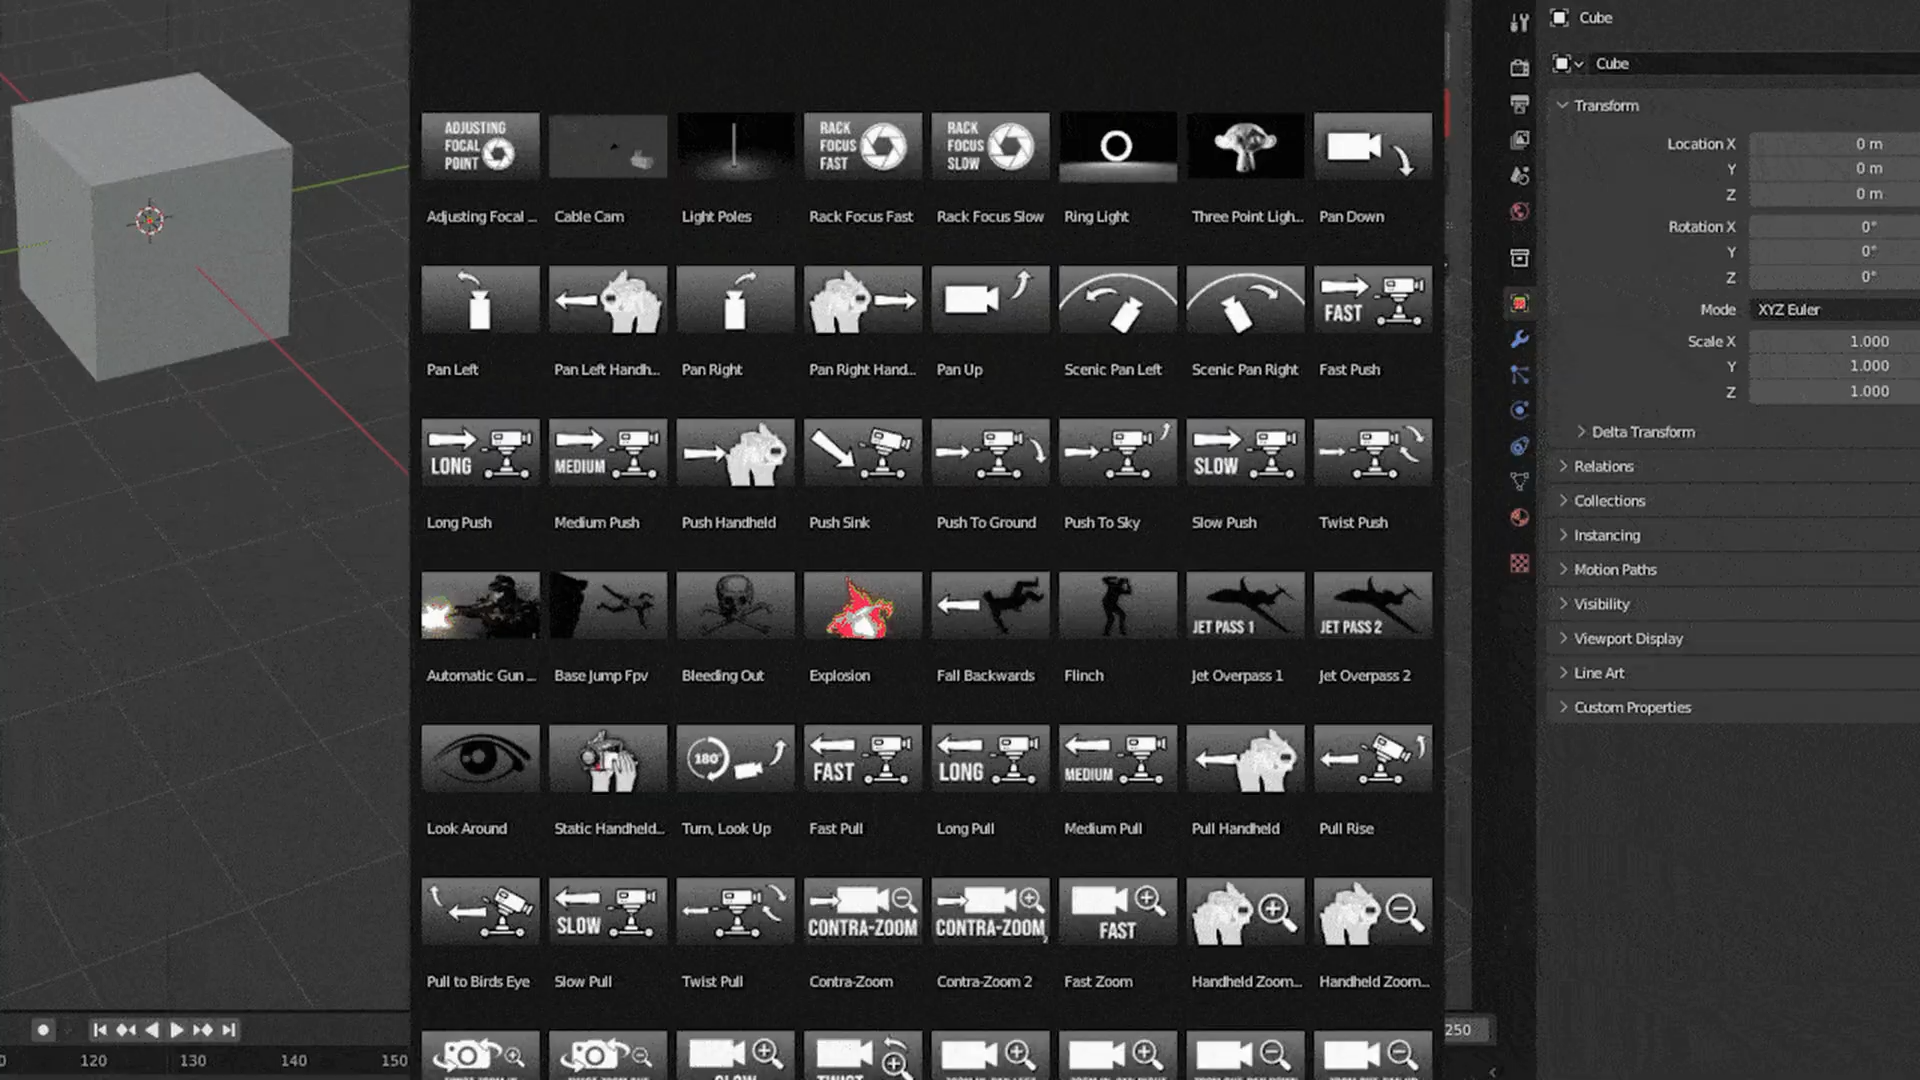 Cube
Cube
Transform
Location X 0 m
Y 0 m
Z 0 m
Rotation X 0°
Y 0°
Z 0°
Mode XYZ Euler
Scale X 1.000
Y 1.000
Z 1.000
Delta Transform
Relations
Collections
Instancing
Motion Paths
Visibility
Viewport Display
Line Art
Custom Properties
ADJUSTING
FOCAL
POINT
RACK
FOCUS
FAST
RACK
FOCUS
SLOW
Adjusting Focal ...
Cable Cam
Light Poles
Rack Focus Fast
Rack Focus Slow
Ring Light
Three Point Ligh...
Pan Down
FAST
Pan Left
Pan Left Handh...
Pan Right
Pan Right Hand...
Pan Up
Scenic Pan Left
Scenic Pan Right
Fast Push
LONG
MEDIUM
SLOW
Long Push
Medium Push
Push Handheld
Push Sink
Push To Ground
Push To Sky
Slow Push
Twist Push
JET PASS 1
JET PASS 2
Automatic Gun ...
Base Jump Fpv
Bleeding Out
Explosion
Fall Backwards
Flinch
Jet Overpass 1
Jet Overpass 2
180°
FAST
LONG
MEDIUM
Look Around
Static Handheld...
Turn, Look Up
Fast Pull
Long Pull
Medium Pull
Pull Handheld
Pull Rise
SLOW
CONTRA-ZOOM
CONTRA-ZOOM 2
FAST
Pull to Birds Eye
Slow Pull
Twist Pull
Contra-Zoom
Contra-Zoom 2
Fast Zoom
Handheld Zoom...
Handheld Zoom...
250
120
130
140
150